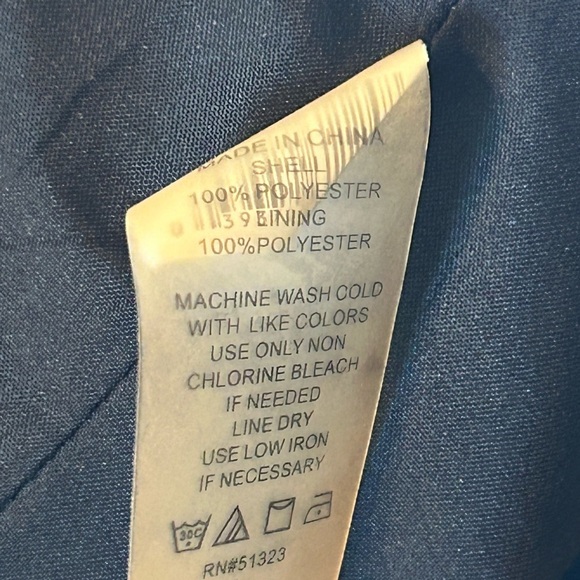 MADE IN CHINA
SHELL
100% POLYESTER
LINING
100%POLYESTER
MACHINE WASH COLD
WITH LIKE COLORS
USE ONLY NON
CHLORINE BLEACH
IF NEEDED
LINE DRY
USE LOW IRON
IF NECESSARY
30C
RN#51323